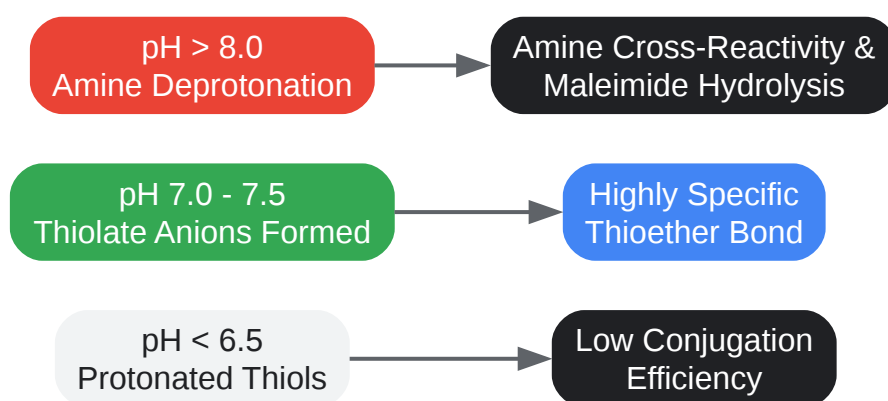 pH > 8.0
Amine Deprotonation
Amine Cross-Reactivity &
Maleimide Hydrolysis
pH 7.0 - 7.5
Thiolate Anions Formed
Highly Specific
Thioether Bond
pH < 6.5
Protonated Thiols
Low Conjugation
Efficiency